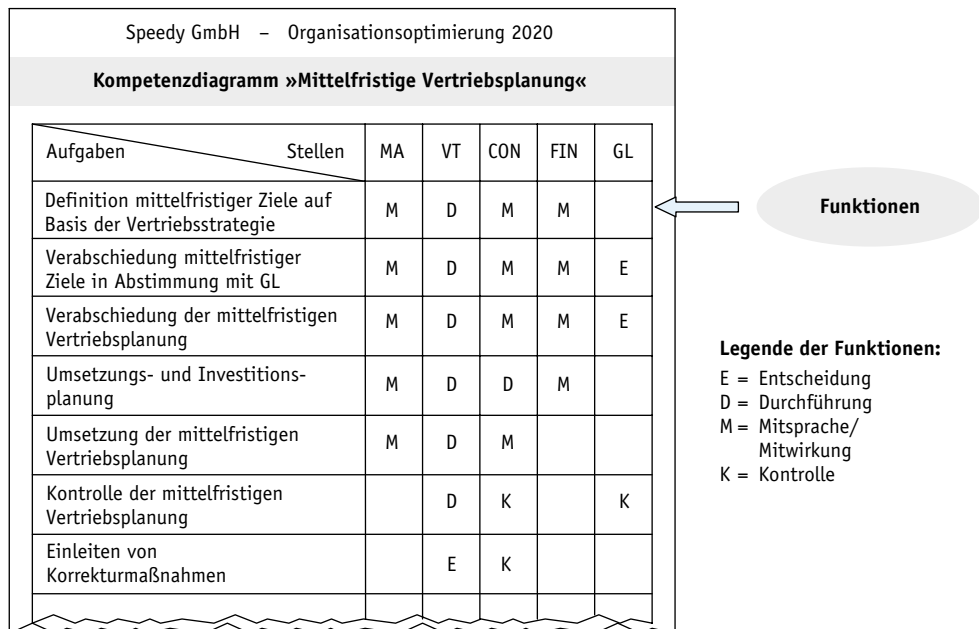 Speedy GmbH – Organisationsoptimierung 2020
Kompetenzdiagramm »Mittelfristige Vertriebsplanung«
Aufgaben Stellen MA VT CON FIN GL
Definition mittelfristiger Ziele auf
Basis der Vertriebsstrategie
M D M M
Verabschiedung mittelfristiger
Ziele in Abstimmung mit GL
M D M M E
Verabschiedung der mittelfristigen
Vertriebsplanung
M D M M E
Umsetzungs- und Investitions-
planung
M D D M
Umsetzung der mittelfristigen
Vertriebsplanung
M D M
Kontrolle der mittelfristigen
Vertriebsplanung
D K K
Einleiten von
Korrekturmaßnahmen
E K
Funktionen
Legende der Funktionen:
E = Entscheidung
D = Durchführung
M = Mitsprache/
Mitwirkung
K = Kontrolle